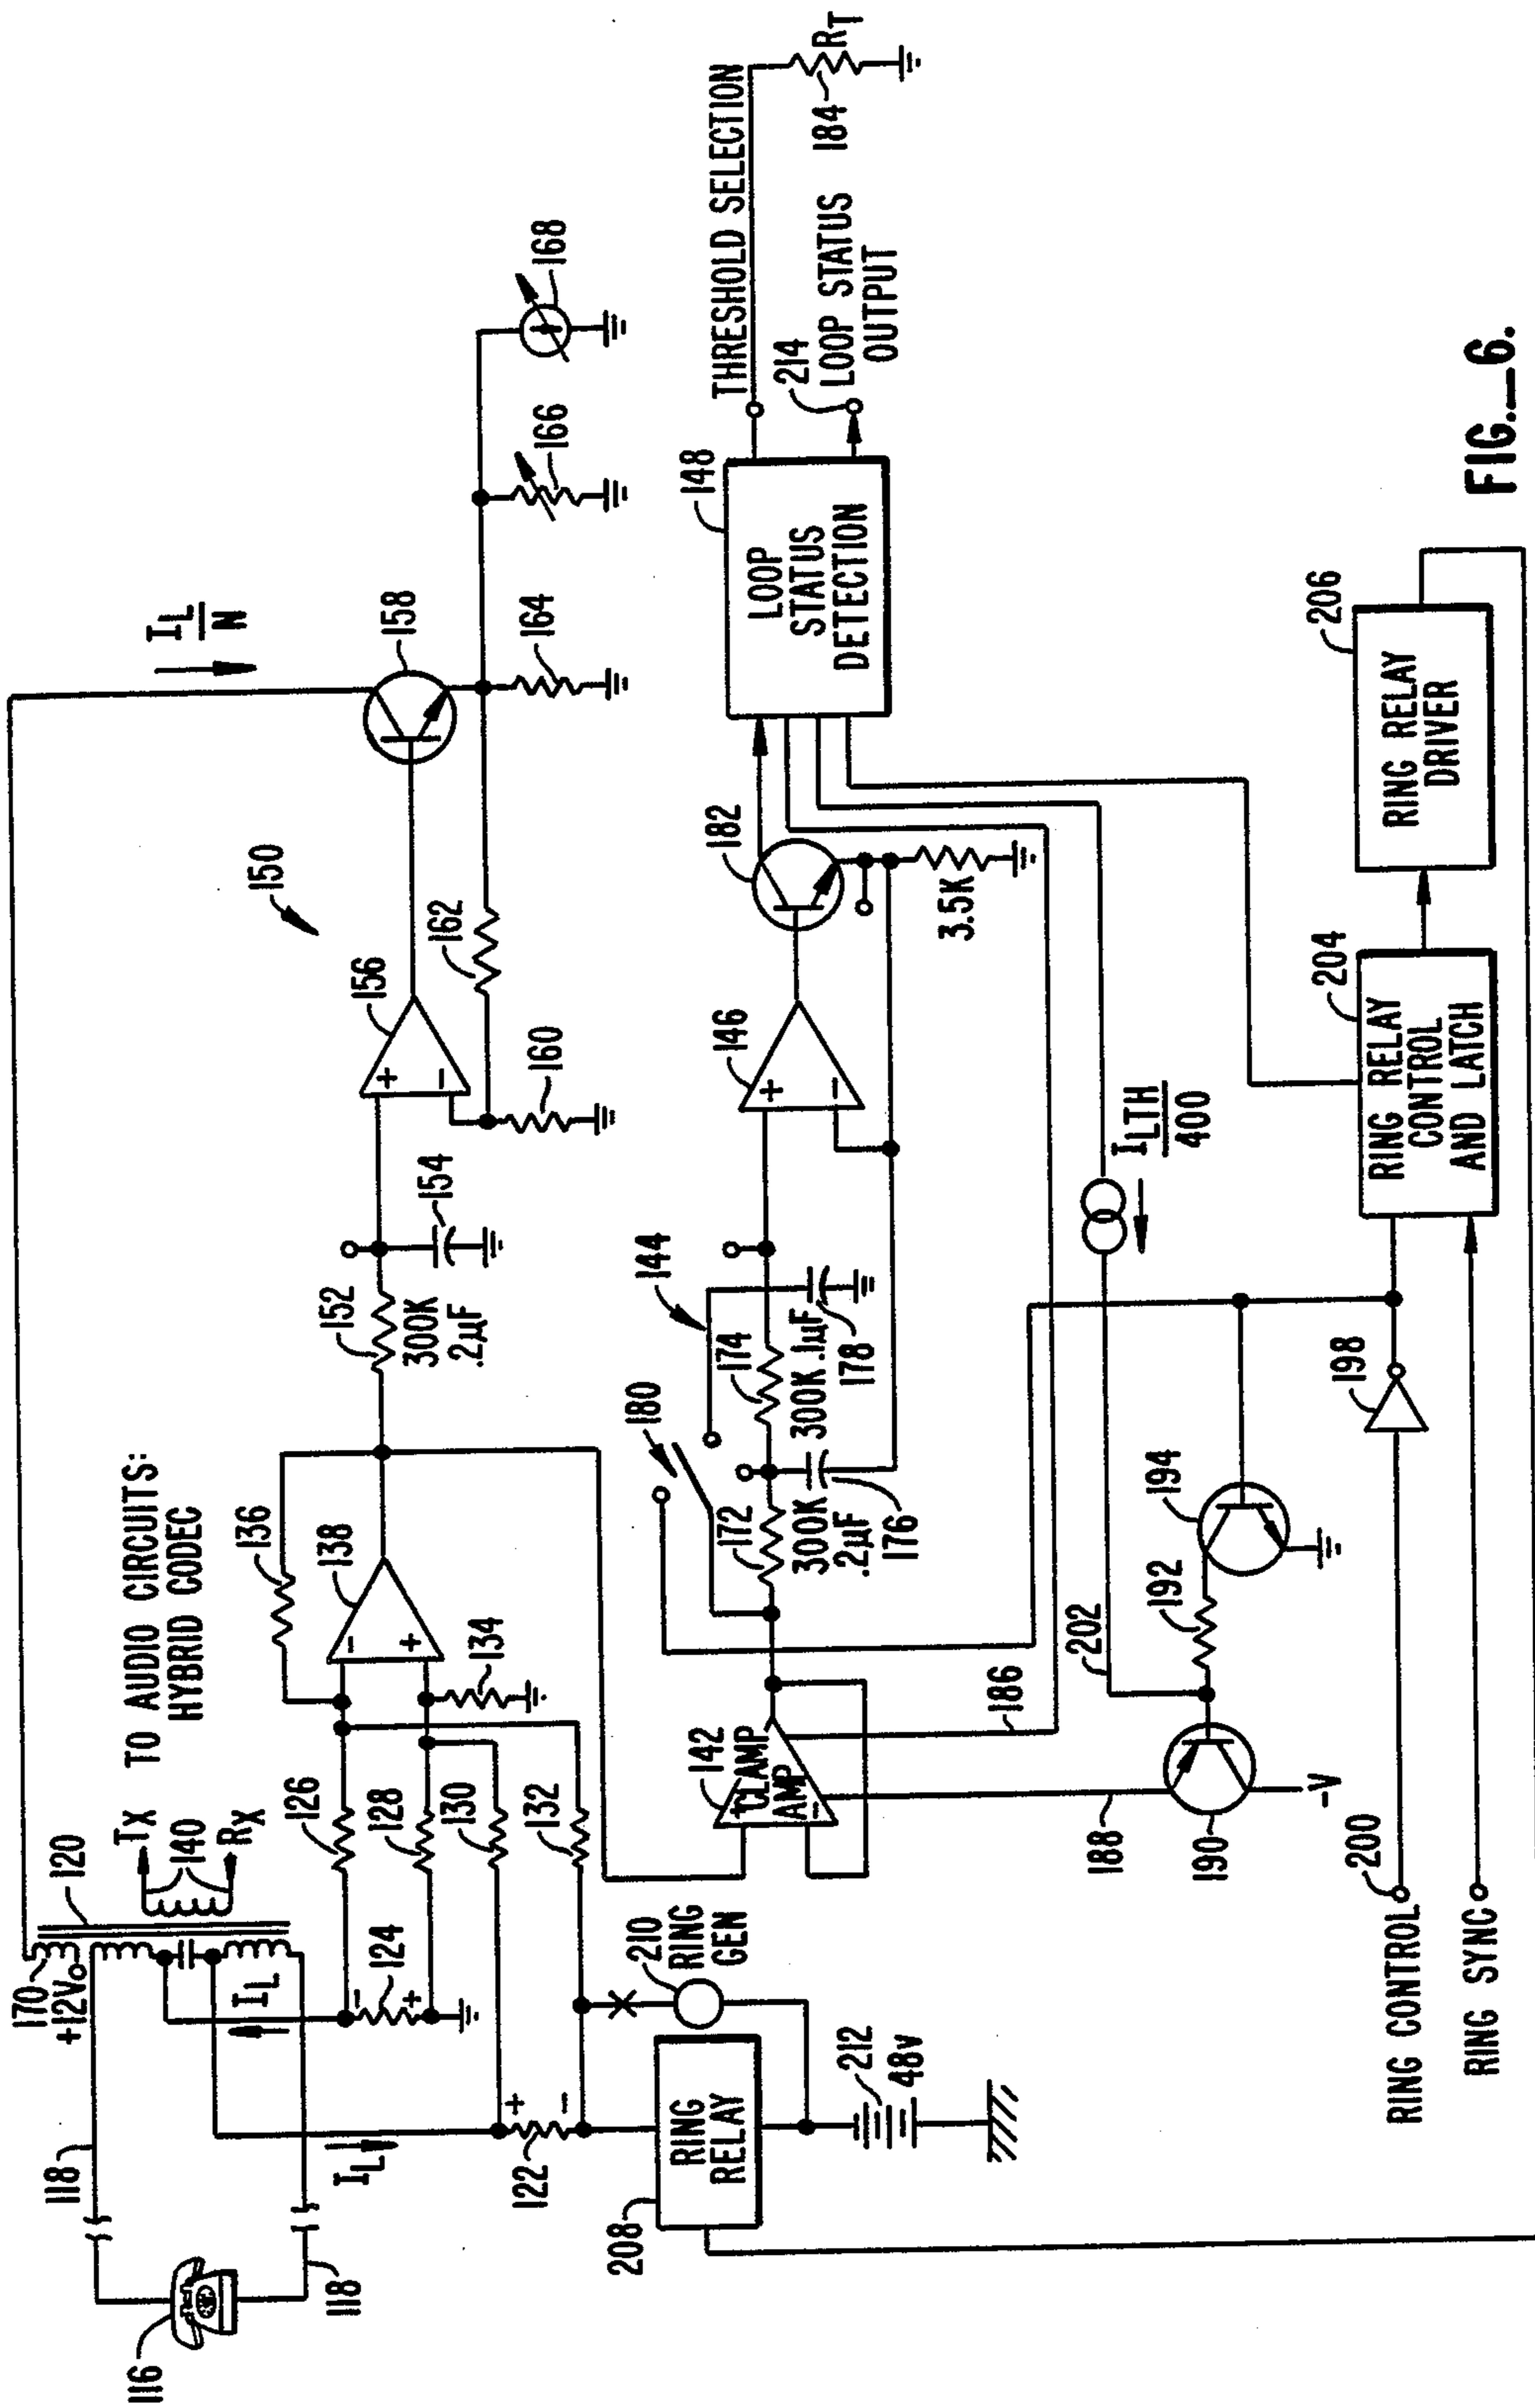 TO AUDIO CIRCUITS:
HYBRID CODEC
I_L
N
150
158
164
166
168
170
+12V
120
TX
140
RX
136
138
152
300K
.2µF
154
156
160
162
118
I_L
124
-
+
126
128
130
132
134
-
+
+
-
116
118
I_L
122
+
-
210
RING
GEN
142
+
CLAMP
AMP
-
180
144
172
300K
.2µF
176
174
300K
.1µF
178
146
+
-
182
3.5K
148
LOOP
STATUS
DETECTION
THRESHOLD SELECTION
214
LOOP STATUS
OUTPUT
184
RT
208
RING
RELAY
212
48V
186
188
190
-V
202
192
194
I_LTH
400
198
200
RING CONTROL
RING SYNC
204
RING RELAY
CONTROL
AND LATCH
206
RING RELAY
DRIVER
FIG._6.